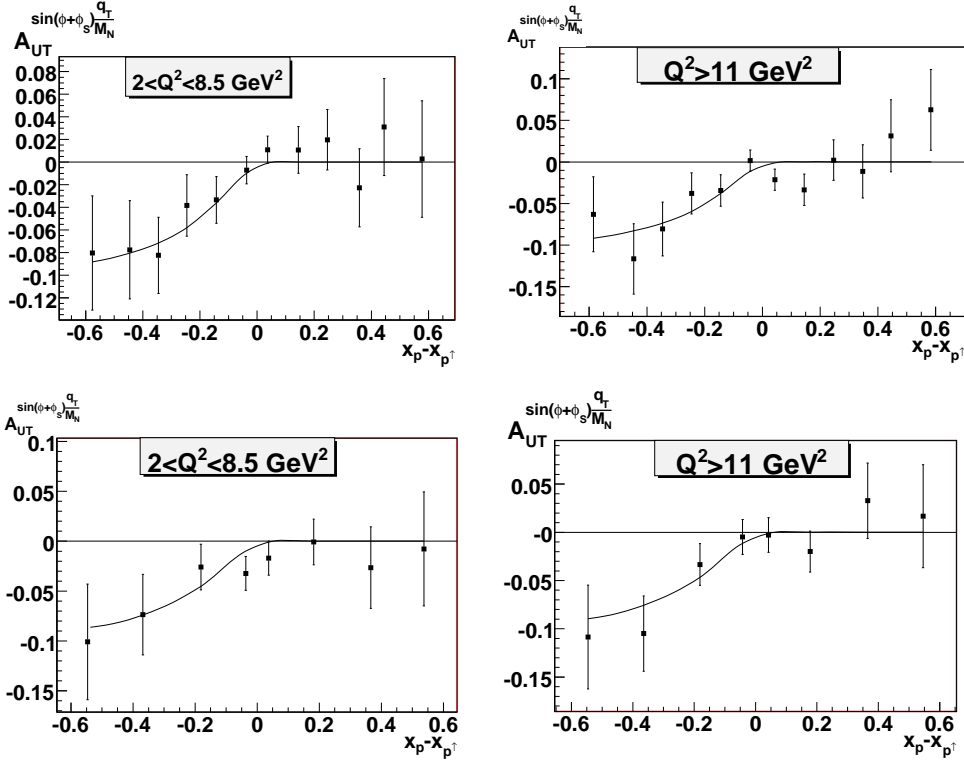 A_UT^{sin(ϕ+ϕ_S) q_T/M_N}
2<Q²<8.5 GeV²
0.08
0.06
0.04
0.02
0
-0.02
-0.04
-0.06
-0.08
-0.1
-0.12
-0.6 -0.4 -0.2 0 0.2 0.4 0.6
x_p-x_p↑
A_UT^{sin(ϕ+ϕ_S) q_T/M_N}
Q²>11 GeV²
0.1
0.05
0
-0.05
-0.1
-0.15
-0.6 -0.4 -0.2 0 0.2 0.4 0.6
x_p-x_p↑
A_UT^{sin(ϕ+ϕ_S) q_T/M_N}
2<Q²<8.5 GeV²
0.1
0.05
0
-0.05
-0.1
-0.15
-0.6 -0.4 -0.2 0 0.2 0.4 0.6
x_p-x_p↑
A_UT^{sin(ϕ+ϕ_S) q_T/M_N}
Q²>11 GeV²
0.05
-0
-0.05
-0.1
-0.15
-0.6 -0.4 -0.2 0 0.2 0.4 0.6
x_p-x_p↑